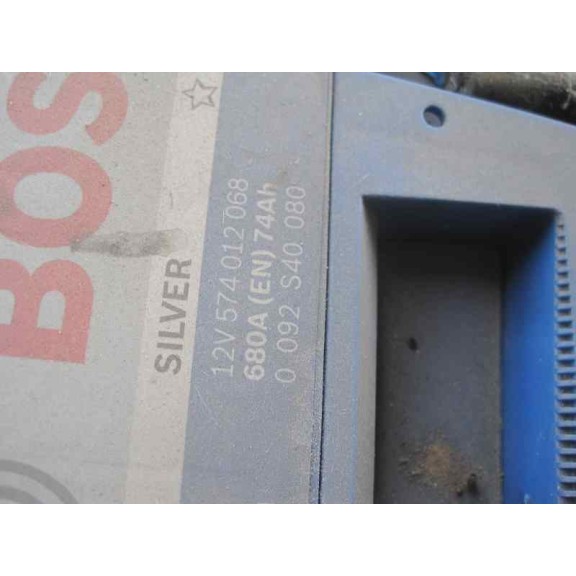 BOS
SILVER
12V 574 012 068
680A (EN) 74Ah
0 092 S40 080